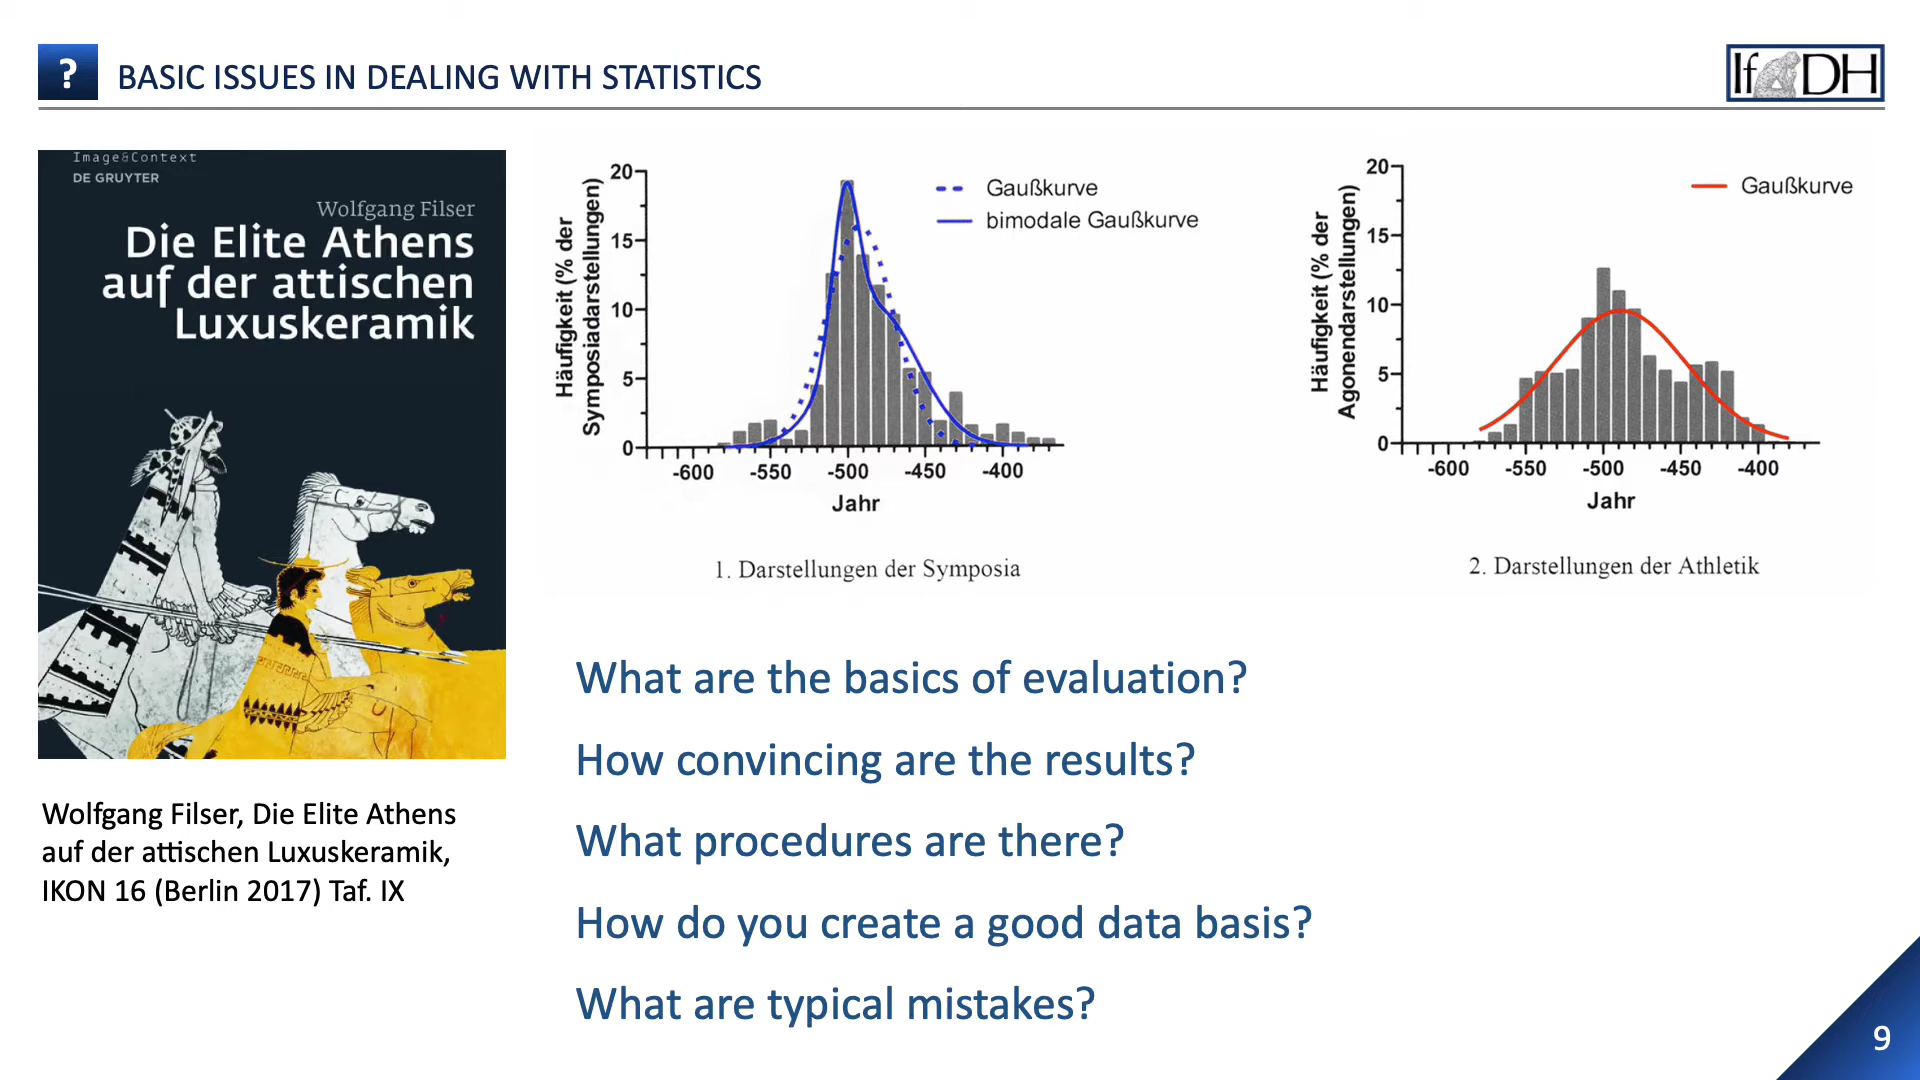 ?
BASIC ISSUES IN DEALING WITH STATISTICS
IfDH
Image&Context
DE GRUYTER
Wolfgang Filser
Die Elite Athens
auf der attischen
Luxuskeramik
Wolfgang Filser, Die Elite Athens
auf der attischen Luxuskeramik,
IKON 16 (Berlin 2017) Taf. IX
Häufigkeit (% der
Symposiadarstellungen)
20
15
10
5
0
-600 -550 -500 -450 -400
Jahr
Gaußkurve
bimodale Gaußkurve
1. Darstellungen der Symposia
Häufigkeit (% der
Agonendarstellungen)
20
15
10
5
0
-600 -550 -500 -450 -400
Jahr
Gaußkurve
2. Darstellungen der Athletik
What are the basics of evaluation?
How convincing are the results?
What procedures are there?
How do you create a good data basis?
What are typical mistakes?
9